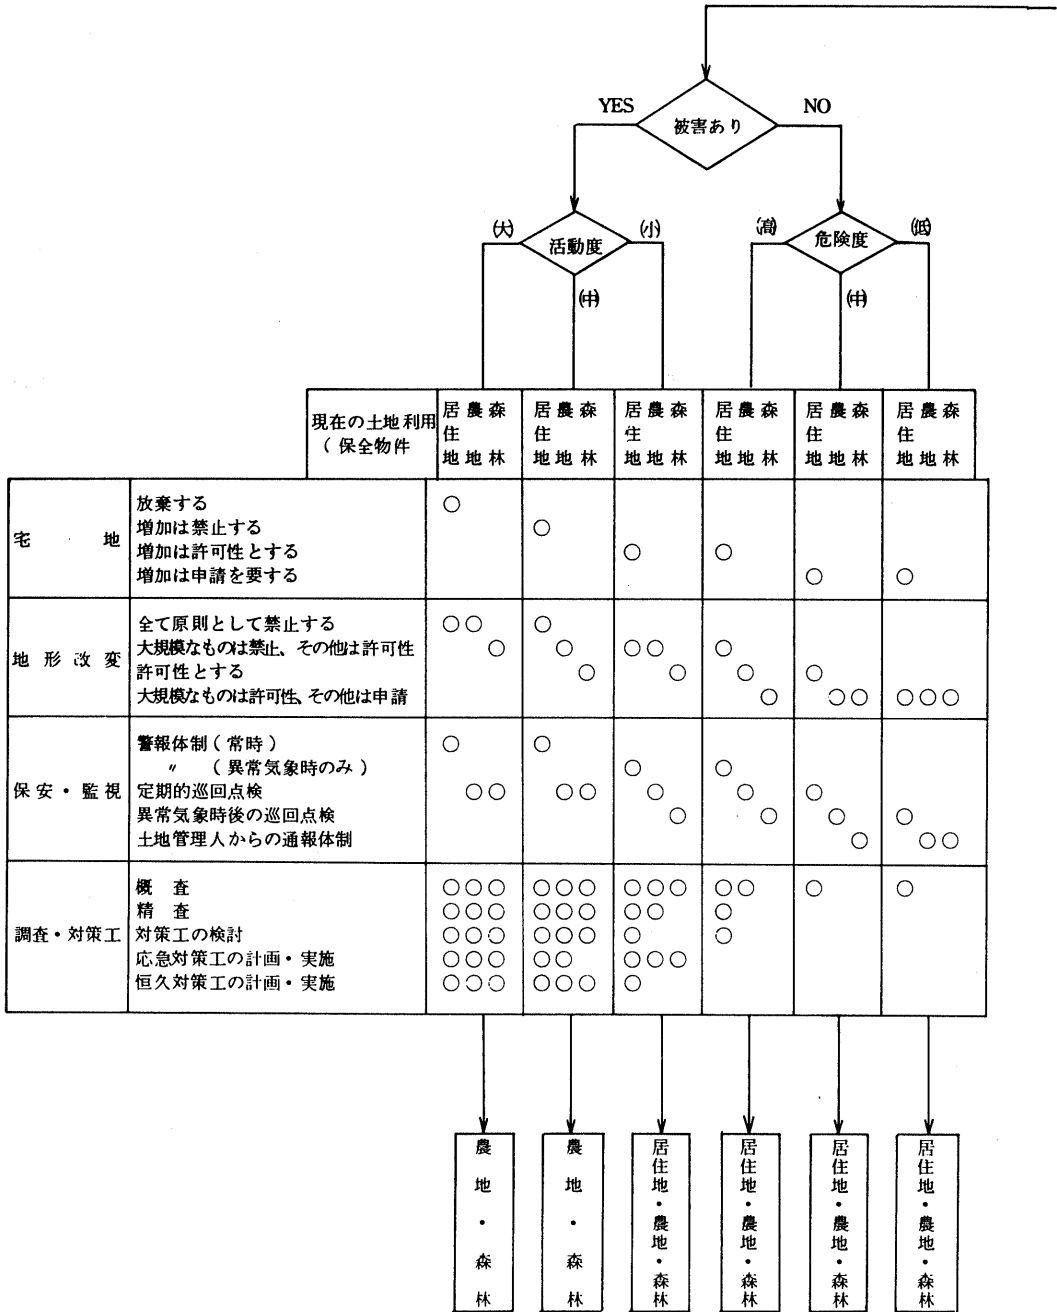 YES
NO
被害あり
(大)
活動度
(小)
(中)
(高)
危険度
(低)
(中)
現在の土地利用
(保全物件
居住地 農地 森林
居住地 農地 森林
居住地 農地 森林
居住地 農地 森林
居住地 農地 森林
居住地 農地 森林
宅地
放棄する ○
増加は禁止する ○
増加は許可性とする ○ ○
増加は申請を要する ○ ○
地形改変
全て原則として禁止する ○○ ○
大規模なものは禁止、その他は許可性 ○ ○ ○○ ○
許可性とする ○ ○ ○ ○
大規模なものは許可性、その他は申請 ○ ○○ ○○○
保安・監視
警報体制(常時) ○ ○
〃 (異常気象時のみ) ○ ○
定期的巡回点検 ○○ ○○ ○ ○ ○
異常気象時後の巡回点検 ○ ○ ○ ○
土地管理人からの通報体制 ○ ○○
調査・対策工
概査 ○○○ ○○○ ○○○ ○○ ○ ○
精査 ○○○ ○○○ ○○ ○
対策工の検討 ○○○ ○○○ ○ ○
応急対策工の計画・実施 ○○○ ○○ ○○○
恒久対策工の計画・実施 ○○○ ○○○ ○
農地・森林
農地・森林
居住地・農地・森林
居住地・農地・森林
居住地・農地・森林
居住地・農地・森林